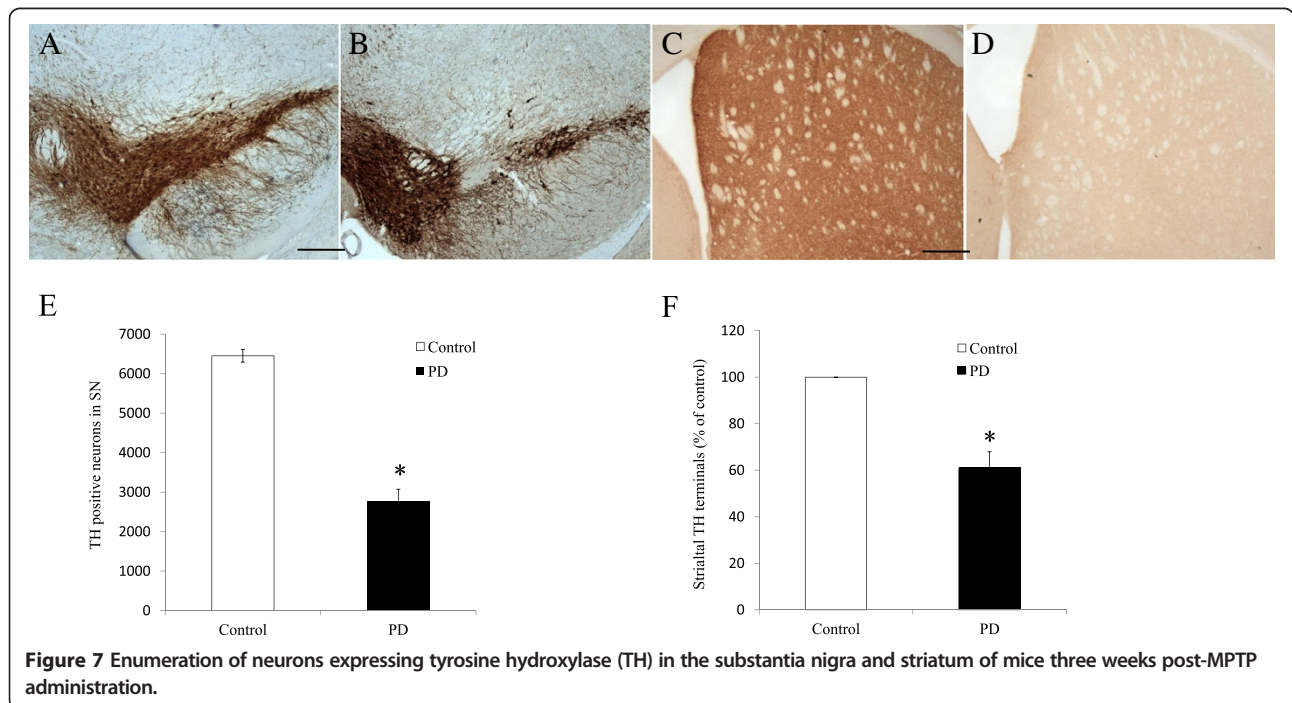 A
B
C
D
E
F
7000
6000
5000
4000
3000
2000
1000
0
TH positive neurons in SN
Control
PD
*
Control
PD
120
100
80
60
40
20
0
Strialtal TH terminals (% of control)
Control
PD
*
Control
PD
Figure 7 Enumeration of neurons expressing tyrosine hydroxylase (TH) in the substantia nigra and striatum of mice three weeks post-MPTP
administration.